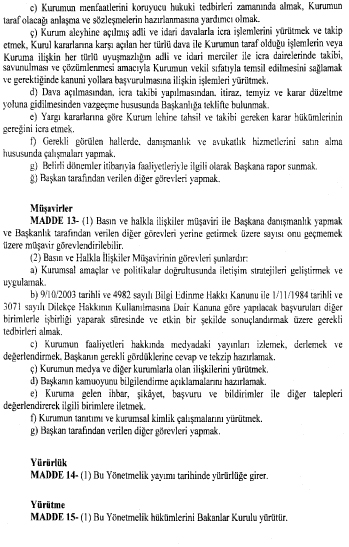 c) Kurumun menfaatlerini koruyucu hukuki tedbirleri zamanında almak, Kurumun
taraf olacağı anlaşma ve sözleşmelerin hazırlanmasına yardımcı olmak.
ç) Kurum aleyhine açılmış adli ve idari davalarla icra işlemlerini yürütmek ve takip
etmek, Kurul kararlarına karşı açılan her türlü dava ile Kurumun taraf olduğu işlemlerin veya
Kuruma ilişkin her türlü uyuşmazlığın adli ve idari merciler ile icra dairelerinde takibi,
savunulması ve çözümlenmesi amacıyla Kurumun vekil sıfatıyla temsil edilmesini sağlamak
ve gerektiğinde kanuni yollara başvurulmasına ilişkin işlemleri yürütmek.
d) Dava açılmasından, icra takibi yapılmasından, itiraz, temyiz ve karar düzeltme
yoluna gidilmesinden vazgeçme hususunda Başkanlığa teklifte bulunmak.
e) Yargı kararlarına göre Kurum lehine tahsil ve takibi gereken karar hükümlerinin
gereğini icra etmek.
f) Gerekli görülen hallerde, danışmanlık ve avukatlık hizmetlerini satın alma
hususunda çalışmaları yapmak.
g) Belirli dönemler itibarıyla faaliyetleriyle ilgili olarak Başkana rapor sunmak.
ğ) Başkan tarafından verilen diğer görevleri yapmak.
Müşavirler
MADDE 13- (1) Basın ve halkla ilişkiler müşaviri ile Başkana danışmanlık yapmak
ve Başkanlık tarafından verilen diğer görevleri yerine getirmek üzere sayısı onu geçmemek
üzere müşavir görevlendirilebilir.
(2) Basın ve Halkla İlişkiler Müşavirinin görevleri şunlardır:
a) Kurumsal amaçlar ve politikalar doğrultusunda iletişim stratejileri geliştirmek ve
uygulamak.
b) 9/10/2003 tarihli ve 4982 sayılı Bilgi Edinme Hakkı Kanunu ile 1/11/1984 tarihli ve
3071 sayılı Dilekçe Hakkının Kullanılmasına Dair Kanuna göre yapılacak başvuruları diğer
birimlerle işbirliği yaparak süresinde ve etkin bir şekilde sonuçlandırmak üzere gerekli
tedbirleri almak.
c) Kurumun faaliyetleri hakkında medyadaki yayınları izlemek, derlemek ve
değerlendirmek, Başkanın gerekli gördüklerine cevap ve tekzip hazırlamak.
ç) Kurumun medya ve diğer kurumlarla olan ilişkilerini yürütmek.
d) Başkanın kamuoyunu bilgilendirme açıklamalarını hazırlamak.
e) Kuruma gelen ihbar, şikâyet, başvuru ve bildirimler ile diğer talepleri
değerlendirerek ilgili birimlere iletmek.
f) Kurumun tanıtımı ve kurumsal kimlik çalışmalarını yürütmek.
g) Başkan tarafından verilen diğer görevleri yapmak.
Yürürlük
MADDE 14- (1) Bu Yönetmelik yayımı tarihinde yürürlüğe girer.
Yürütme
MADDE 15- (1) Bu Yönetmelik hükümlerini Bakanlar Kurulu yürütür.